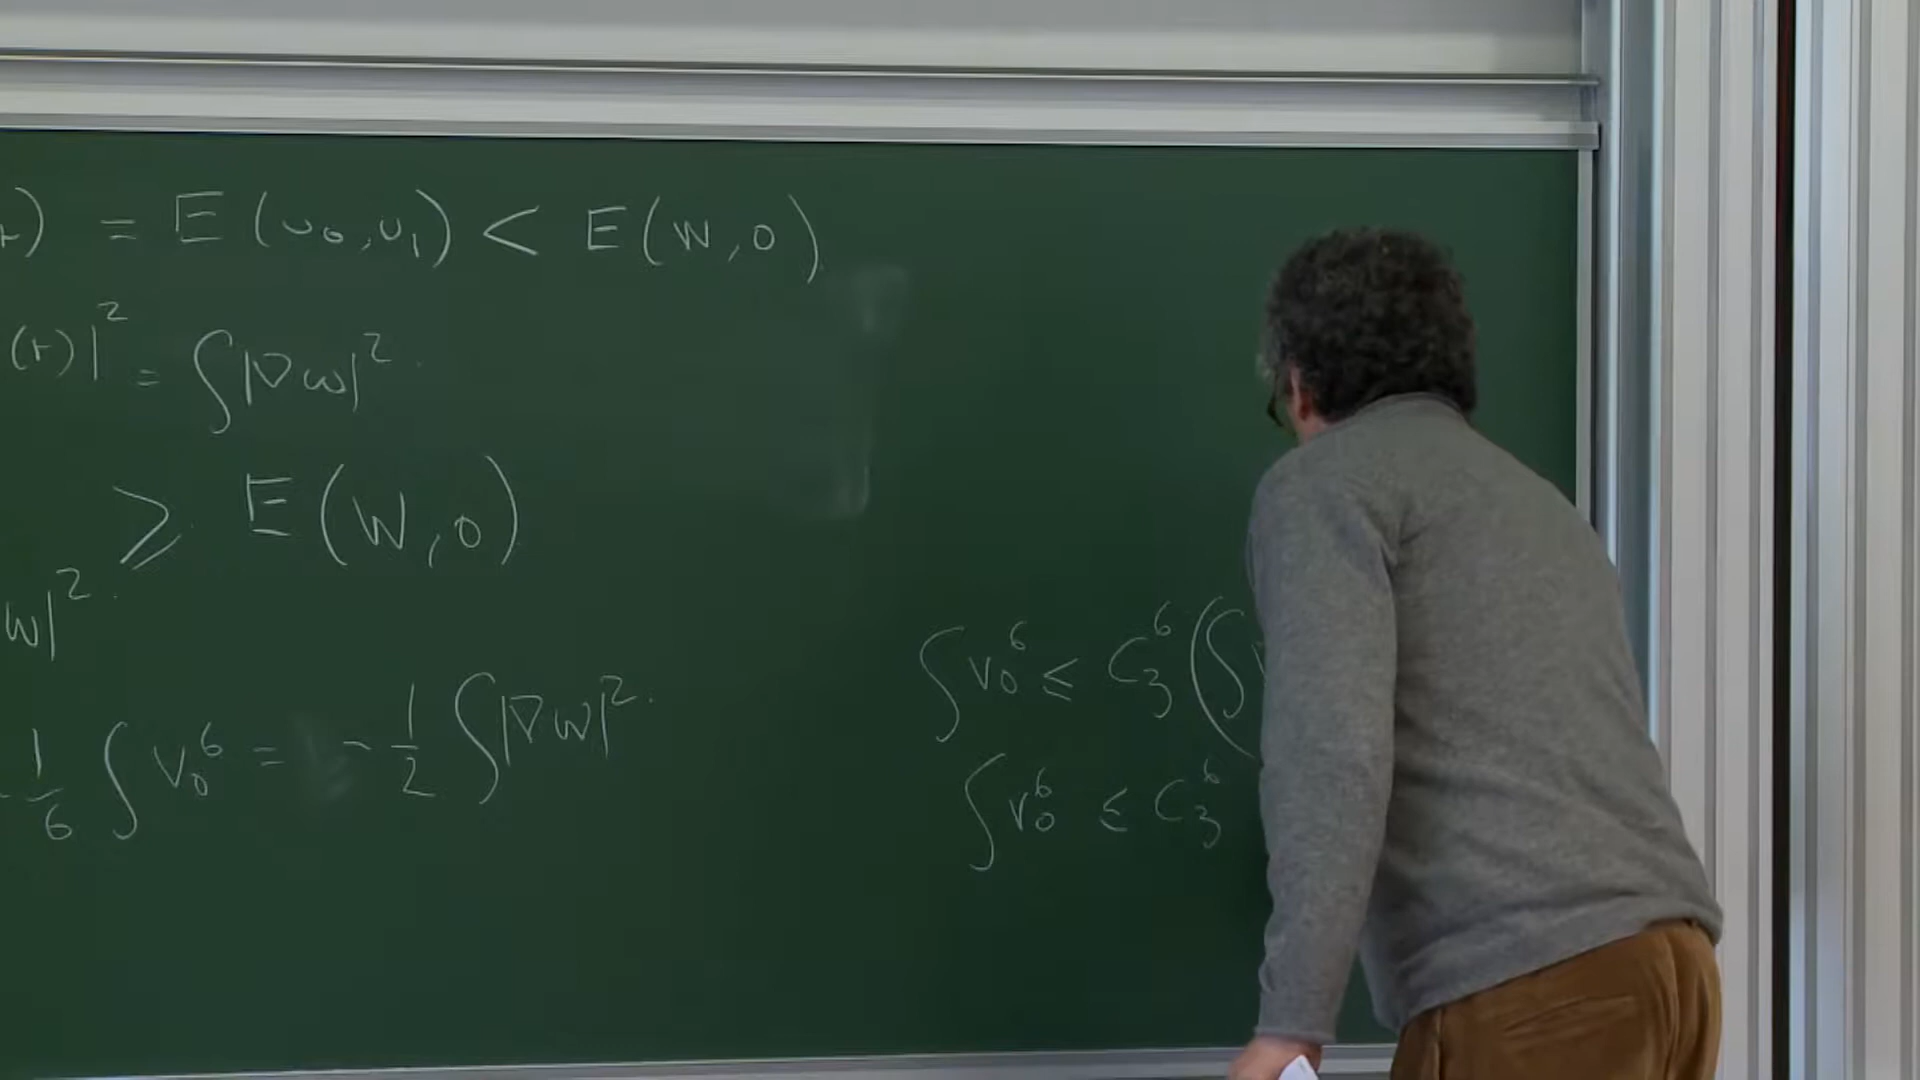 ) = E(u₀,u₁) < E(W,0)
(t)|² = ∫|∇W|².
≥ E(W,0)
W|².
1/6 ∫ v₀⁶ = -1/2 ∫|∇W|².
∫ v₀⁶ ≤ C₃⁶ (∫
∫ v₀⁶ ≤ C₃⁶